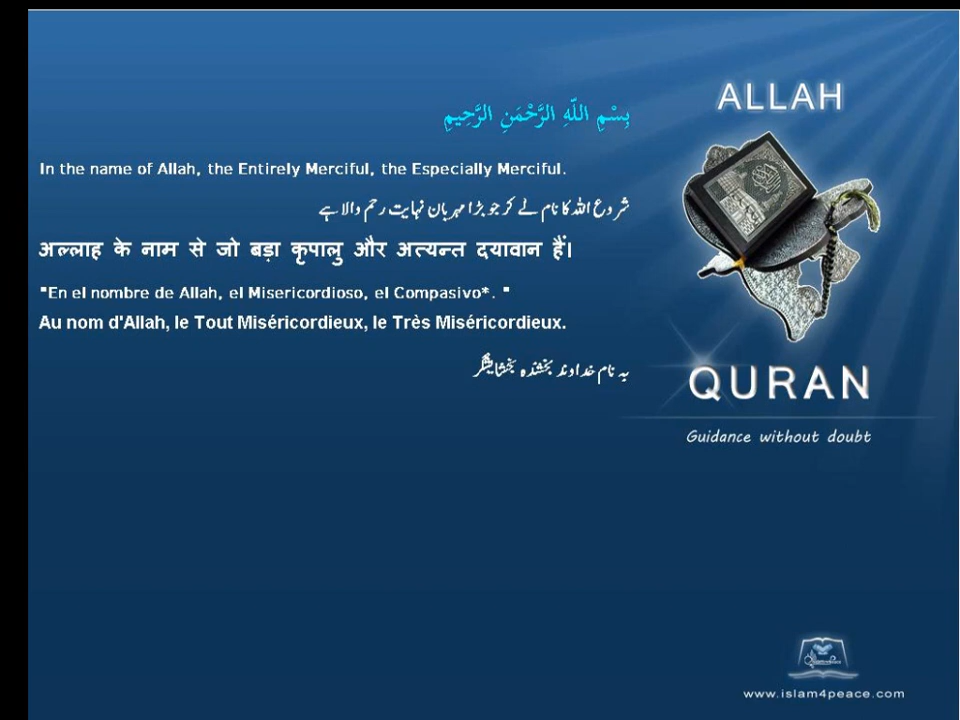 بِسْمِ اللَّهِ الرَّحْمَنِ الرَّحِيمِ
In the name of Allah, the Entirely Merciful, the Especially Merciful.
شروع اللہ کا نام لے کر جو بڑا مہربان نہایت رحم والا ہے
अल्लाह के नाम से जो बड़ा कृपालु और अत्यन्त दयावान हैं।
"En el nombre de Allah, el Misericordioso, el Compasivo*. "
Au nom d'Allah, le Tout Miséricordieux, le Très Miséricordieux.
به نام خداوند بخشنده بخشایشگر
ALLAH
QURAN
Guidance without doubt
www.islam4peace.com